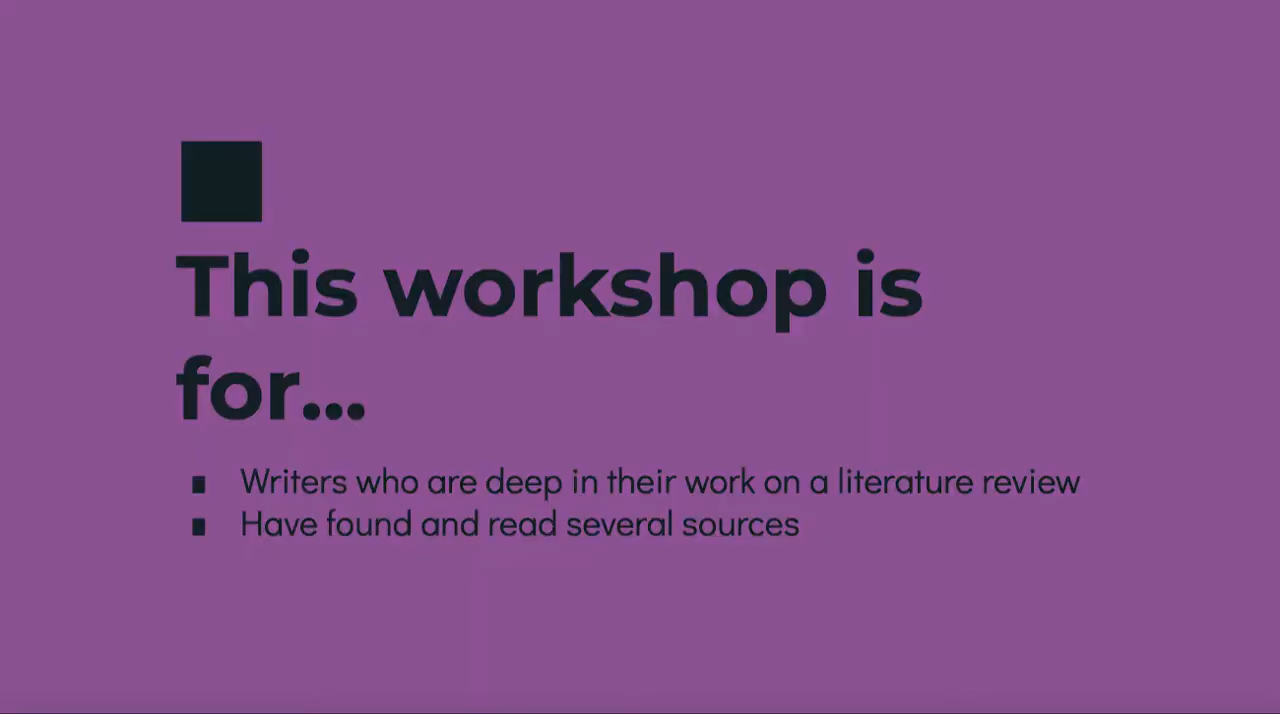 This workshop is
for...
Writers who are deep in their work on a literature review
Have found and read several sources